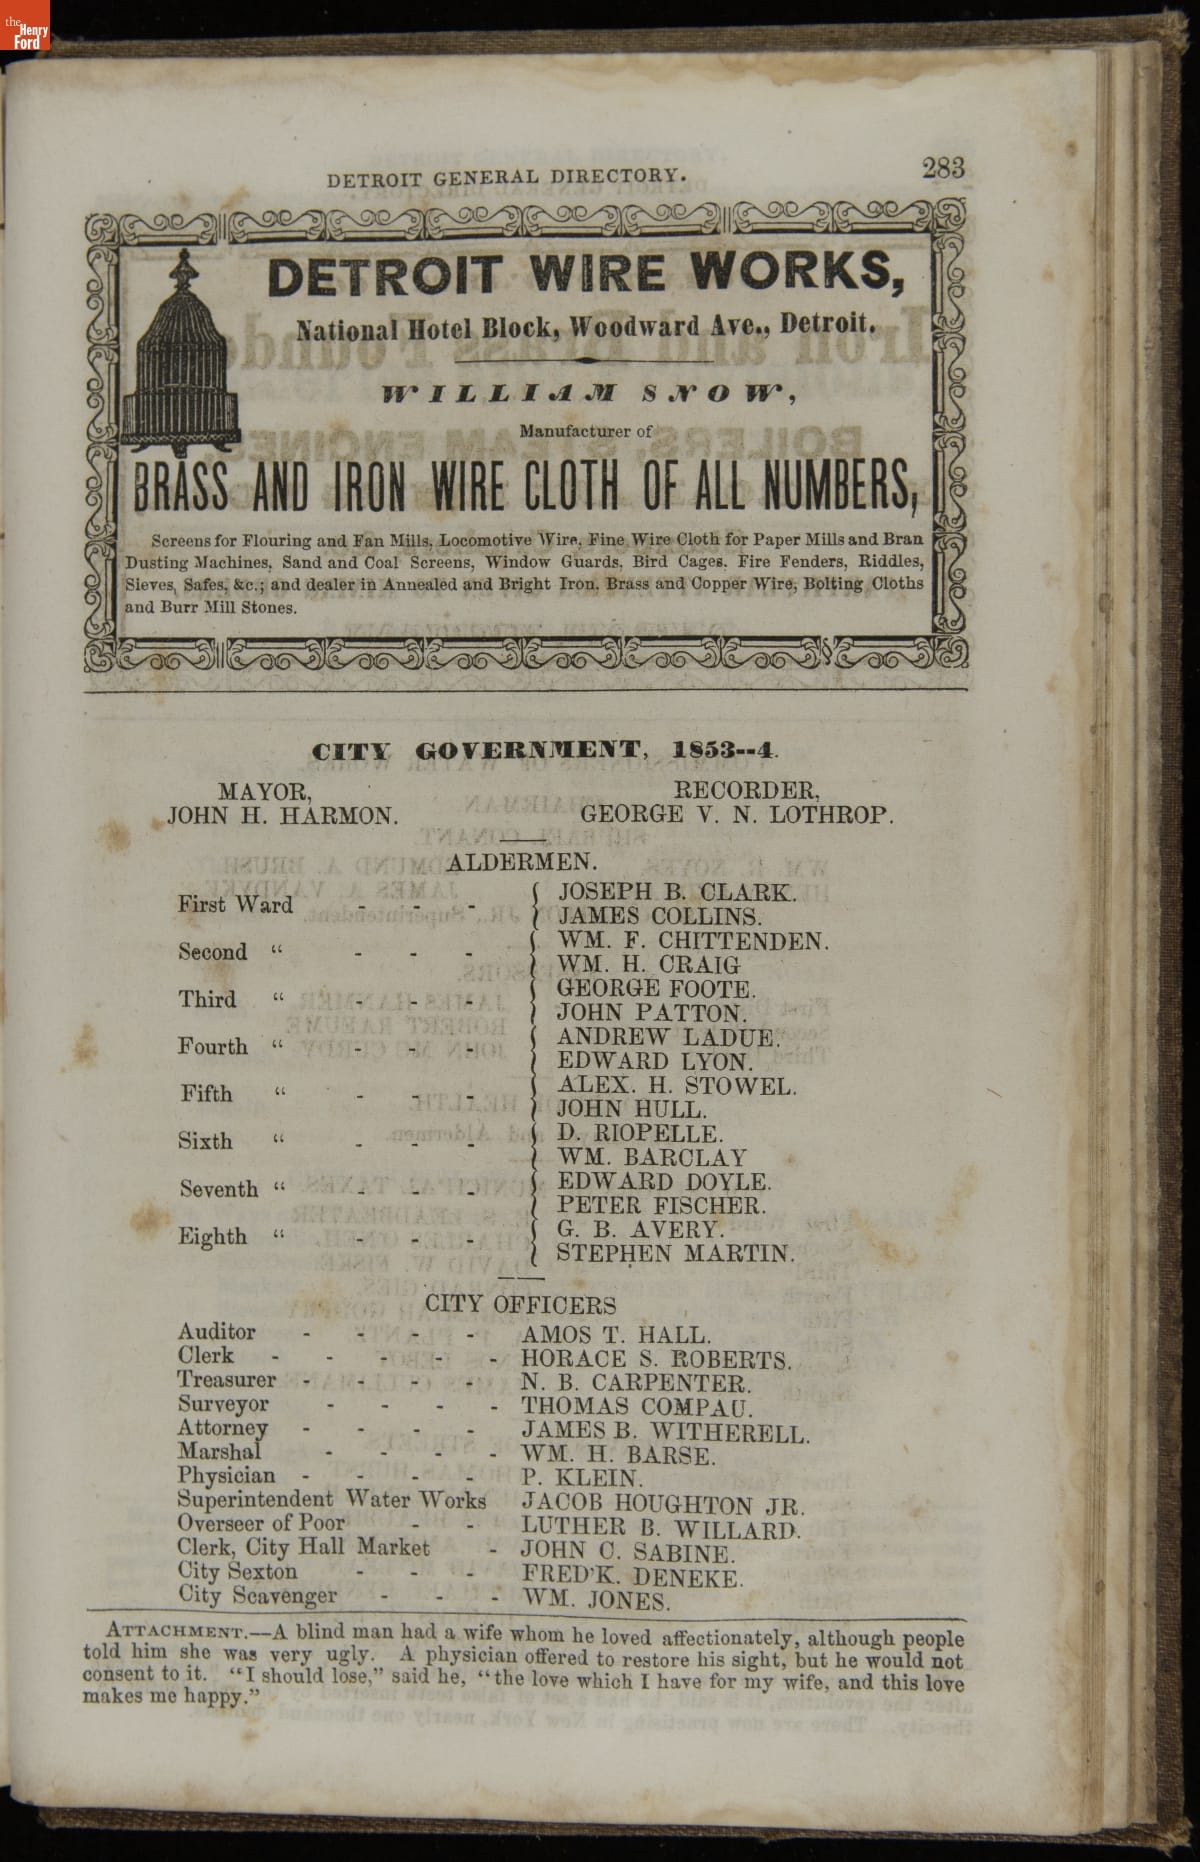 the Henry Ford
DETROIT GENERAL DIRECTORY.
283
DETROIT WIRE WORKS,
National Hotel Block, Woodward Ave., Detroit.
WILLIAM SNOW,
Manufacturer of
BRASS AND IRON WIRE CLOTH OF ALL NUMBERS,
Screens for Flouring and Fan Mills, Locomotive Wire, Fine Wire Cloth for Paper Mills and Bran
Dusting Machines, Sand and Coal Screens, Window Guards, Bird Cages, Fire Fenders, Riddles,
Sieves, Safes, &c.; and dealer in Annealed and Bright Iron, Brass and Copper Wire, Bolting Cloths
and Burr Mill Stones.
CITY GOVERNMENT, 1853--4.
MAYOR, RECORDER,
JOHN H. HARMON. GEORGE V. N. LOTHROP.
ALDERMEN.
First Ward - - - JOSEPH B. CLARK.
JAMES COLLINS.
Second “ - - - WM. F. CHITTENDEN.
WM. H. CRAIG
Third “ - - - GEORGE FOOTE.
JOHN PATTON.
Fourth “ - - - ANDREW LADUE.
EDWARD LYON.
Fifth “ - - - ALEX. H. STOWEL.
JOHN HULL.
Sixth “ - - - D. RIOPELLE.
WM. BARCLAY
Seventh “ - - - EDWARD DOYLE.
PETER FISCHER.
Eighth “ - - - G. B. AVERY.
STEPHEN MARTIN.
CITY OFFICERS
Auditor - - - - AMOS T. HALL.
Clerk - - - - - HORACE S. ROBERTS.
Treasurer - - - - N. B. CARPENTER.
Surveyor - - - - THOMAS COMPAU.
Attorney - - - - JAMES B. WITHERELL.
Marshal - - - - WM. H. BARSE.
Physician - - - - P. KLEIN.
Superintendent Water Works JACOB HOUGHTON JR.
Overseer of Poor - - LUTHER B. WILLARD.
Clerk, City Hall Market - JOHN C. SABINE.
City Sexton - - - FRED'K. DENEKE.
City Scavenger - - - WM. JONES.
ATTACHMENT.—A blind man had a wife whom he loved affectionately, although people
told him she was very ugly. A physician offered to restore his sight, but he would not
consent to it. “I should lose,” said he, “the love which I have for my wife, and this love
makes me happy.”